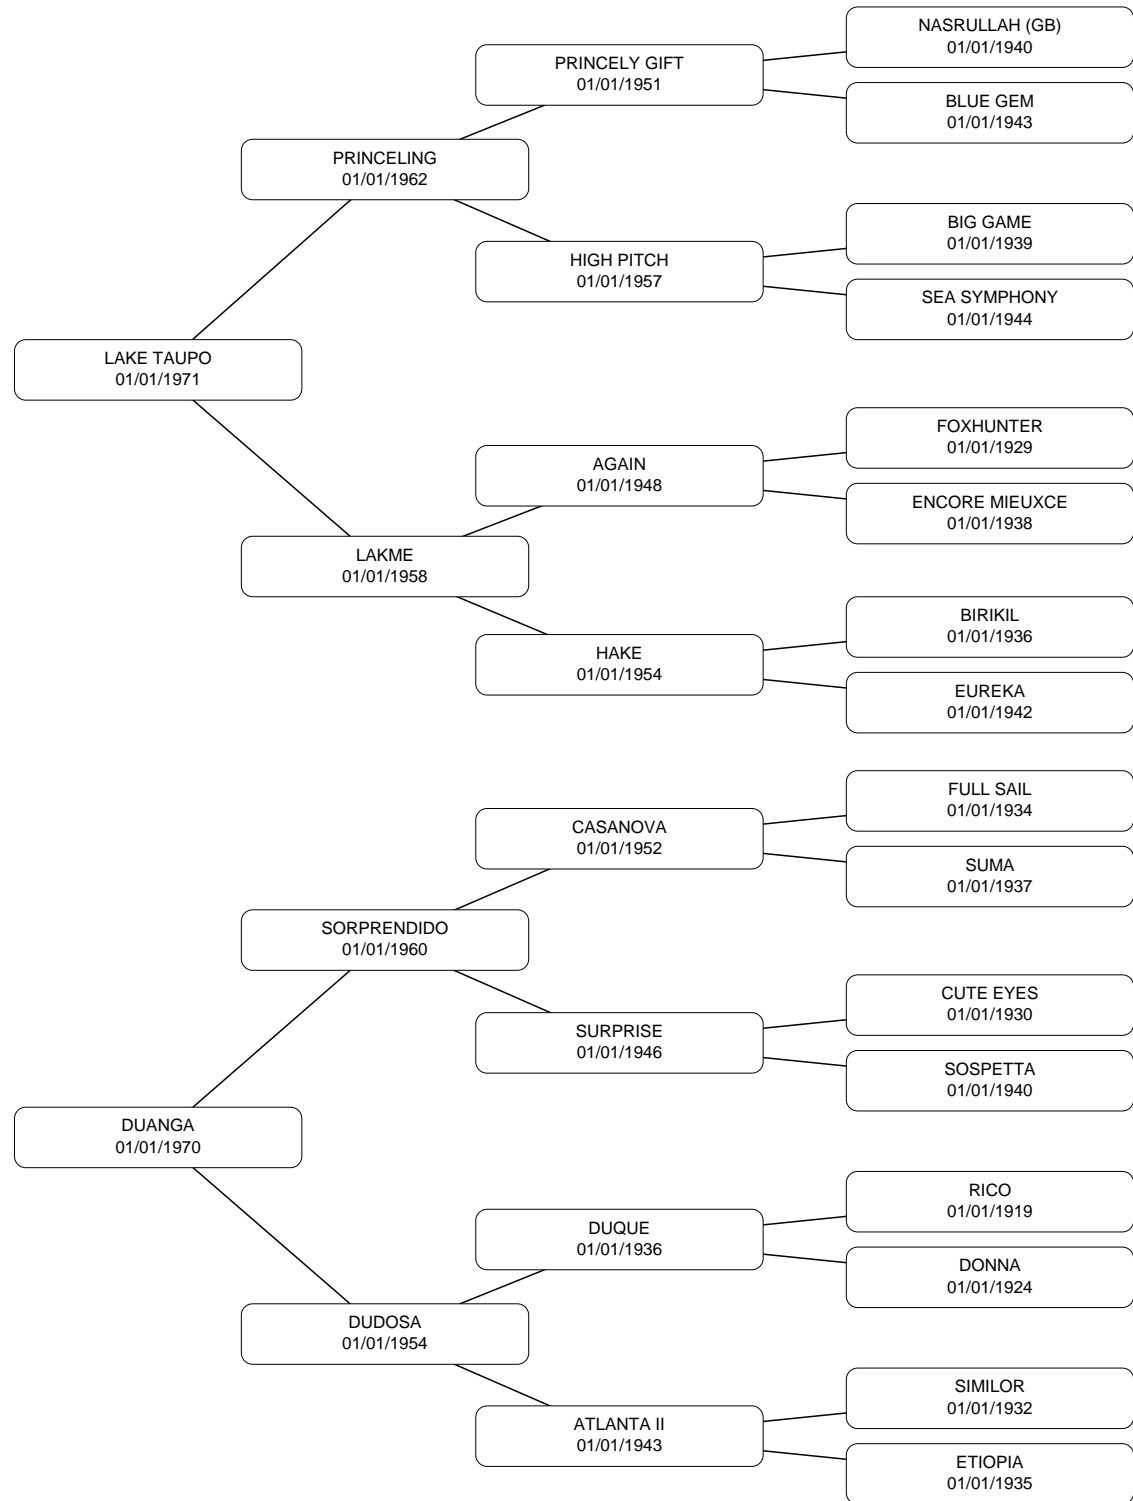 NASRULLAH (GB)
01/01/1940
PRINCELY GIFT
01/01/1951
BLUE GEM
01/01/1943
PRINCELING
01/01/1962
BIG GAME
01/01/1939
HIGH PITCH
01/01/1957
SEA SYMPHONY
01/01/1944
LAKE TAUPO
01/01/1971
FOXHUNTER
01/01/1929
AGAIN
01/01/1948
ENCORE MIEUXCE
01/01/1938
LAKME
01/01/1958
BIRIKIL
01/01/1936
HAKE
01/01/1954
EUREKA
01/01/1942
FULL SAIL
01/01/1934
CASANOVA
01/01/1952
SUMA
01/01/1937
SORPRENDIDO
01/01/1960
CUTE EYES
01/01/1930
SURPRISE
01/01/1946
SOSPETTA
01/01/1940
DUANGA
01/01/1970
RICO
01/01/1919
DUQUE
01/01/1936
DONNA
01/01/1924
DUDOSA
01/01/1954
SIMILOR
01/01/1932
ATLANTA II
01/01/1943
ETIOPIA
01/01/1935